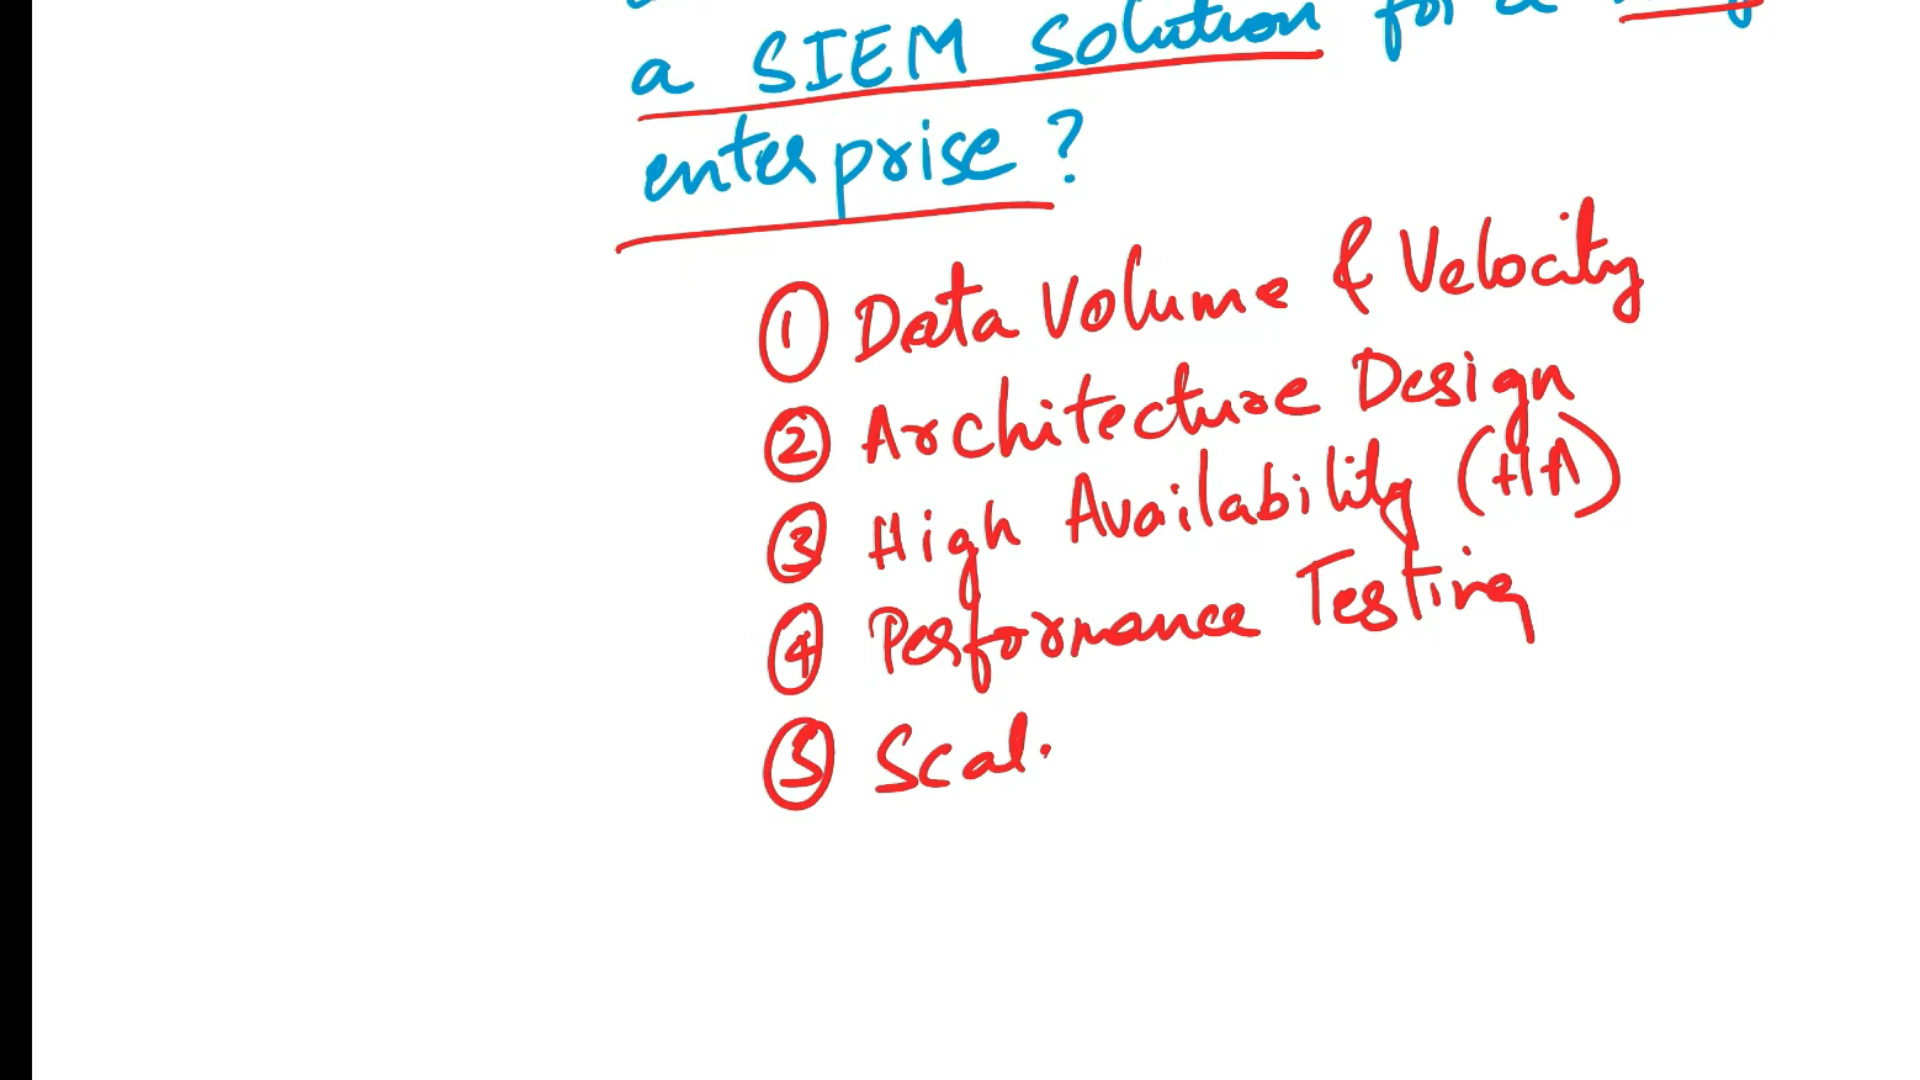 a SIEM Solution for a
enterprise?
① Data Volume & Velocity
② Architecture Design
③ High Availability (HA)
④ Performance Testing
⑤ Scal